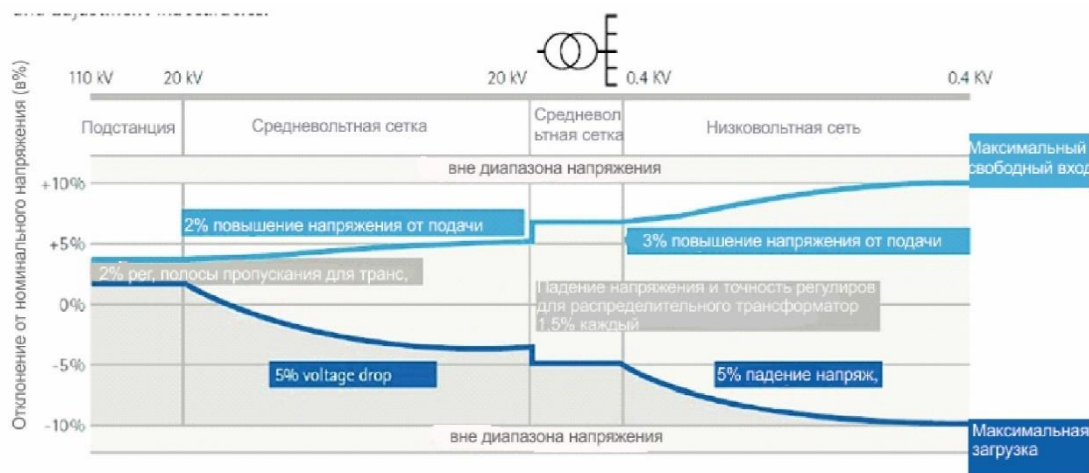 110 kV
20 kV
20 kV
0.4 KV
0.4 KV
Подстанция
Средневольтная сетка
Средневол
ьтная сетка
Низковольтная сеть
Отклонение от номинального напряжения (в%)
Максимальный
свободный вход
вне диапазона напряжения
+10%
2% повышение напряжения от подачи
+5%
3% повышение напряжения от подачи
2% рег, полосы пропускания для транс,
0%
Падение напряжения и точность регулиров
для распределительного трансформатор
1.5% каждый
-5%
5% voltage drop
5% падение напряж,
-10%
вне диапазона напряжения
Максимальная
загрузка